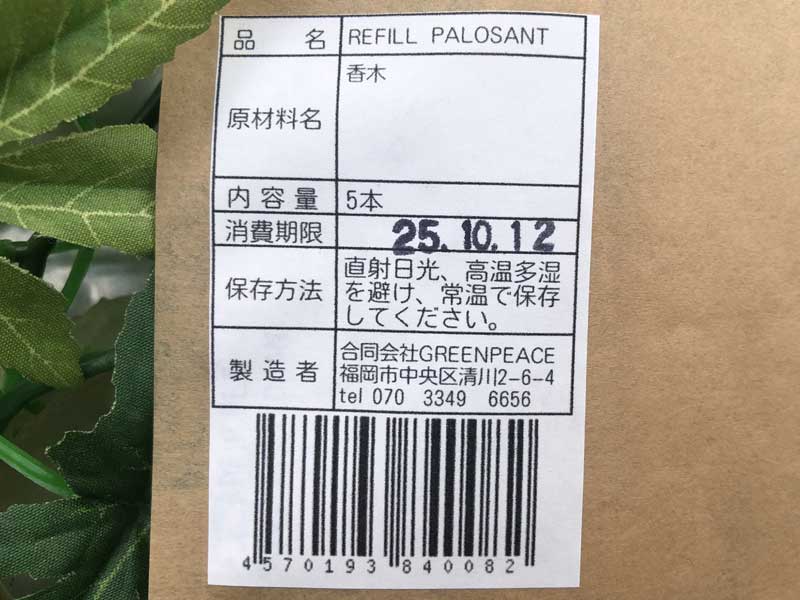 品 名 REFILL PALOSANT
原材料名 香木
内容量 5本
消費期限 25.10.12
保存方法 直射日光、高温多湿
を避け、常温で保存
してください。
製造者 合同会社GREENPEACE
福岡市中央区清川2-6-4
tel 070 3349 6656
4570193840082